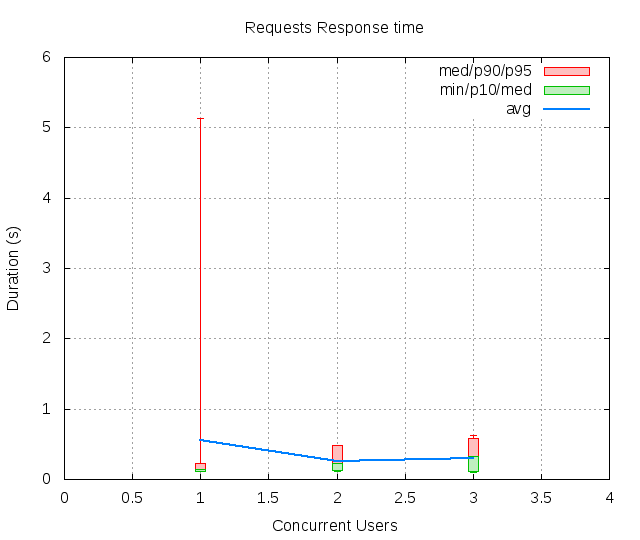 Requests Response time
6
med/p90/p95
min/p10/med
avg
5
4
3
2
1
0
Duration (s)
0 0.5 1 1.5 2 2.5 3 3.5 4
Concurrent Users